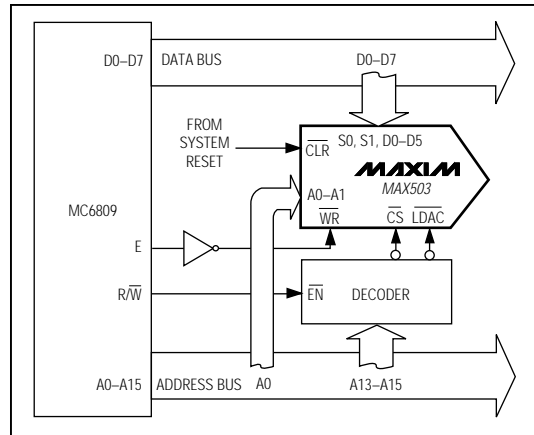 D0–D7 DATA BUS D0–D7
FROM
SYSTEM
RESET
CLR S0, S1, D0–D5
MAXIM
MAX503
A0–A1
MC6809
WR CS LDAC
E
R/W EN DECODER
A0–A15 ADDRESS BUS A0 A13–A15